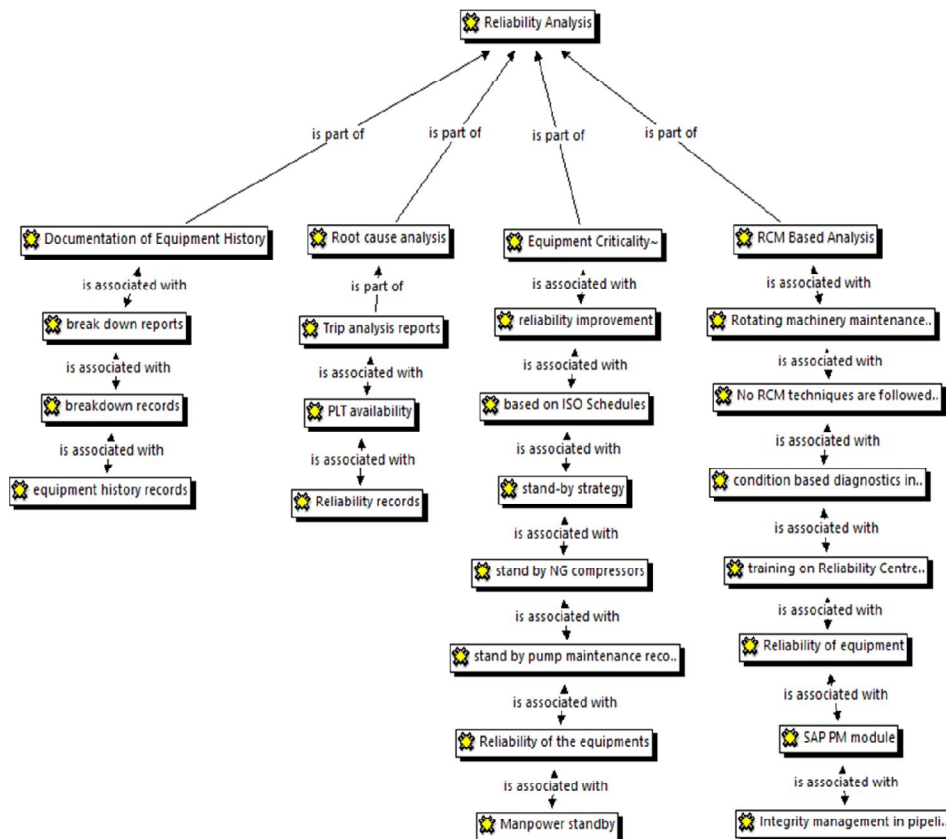 Reliability Analysis
is part of
is part of
is part of
is part of
Documentation of Equipment History
Root cause analysis
Equipment Criticality~
RCM Based Analysis
is associated with
is part of
is associated with
is associated with
break down reports
Trip analysis reports
reliability improvement
Rotating machinery maintenance..
is associated with
is associated with
is associated with
is associated with
breakdown records
PLT availability
based on ISO Schedules
No RCM techniques are followed..
is associated with
is associated with
is associated with
is associated with
equipment history records
Reliability records
stand-by strategy
condition based diagnostics in..
is associated with
is associated with
stand by NG compressors
training on Reliability Centre..
is associated with
is associated with
stand by pump maintenance reco..
Reliability of equipment
is associated with
is associated with
Reliability of the equipments
SAP PM module
is associated with
is associated with
Manpower standby
Integrity management in pipeli..